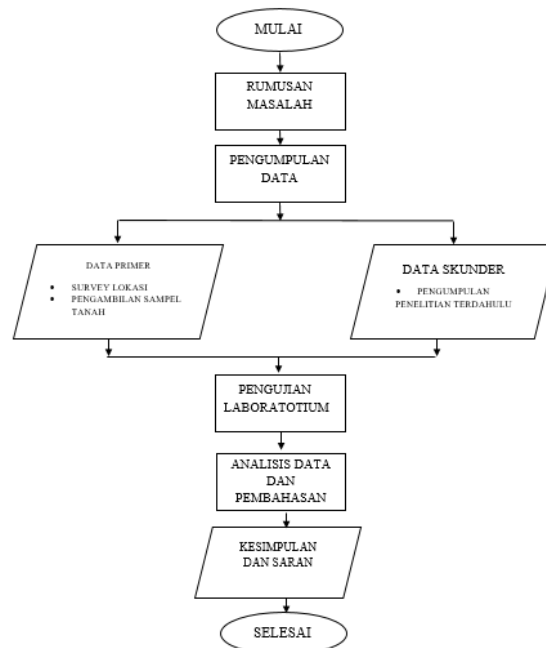 MULAI
RUMUSAN
MASALAH
PENGUMPULAN
DATA
DATA PRIMER
• SURVEY LOKASI
• PENGAMBILAN SAMPEL
TANAH
DATA SKUNDER
• PENGUMPULAN
PENELITIAN TERDAHULU
PENGUJIAN
LABORATOTIUM
ANALISIS DATA
DAN
PEMBAHASAN
KESIMPULAN
DAN SARAN
SELESAI